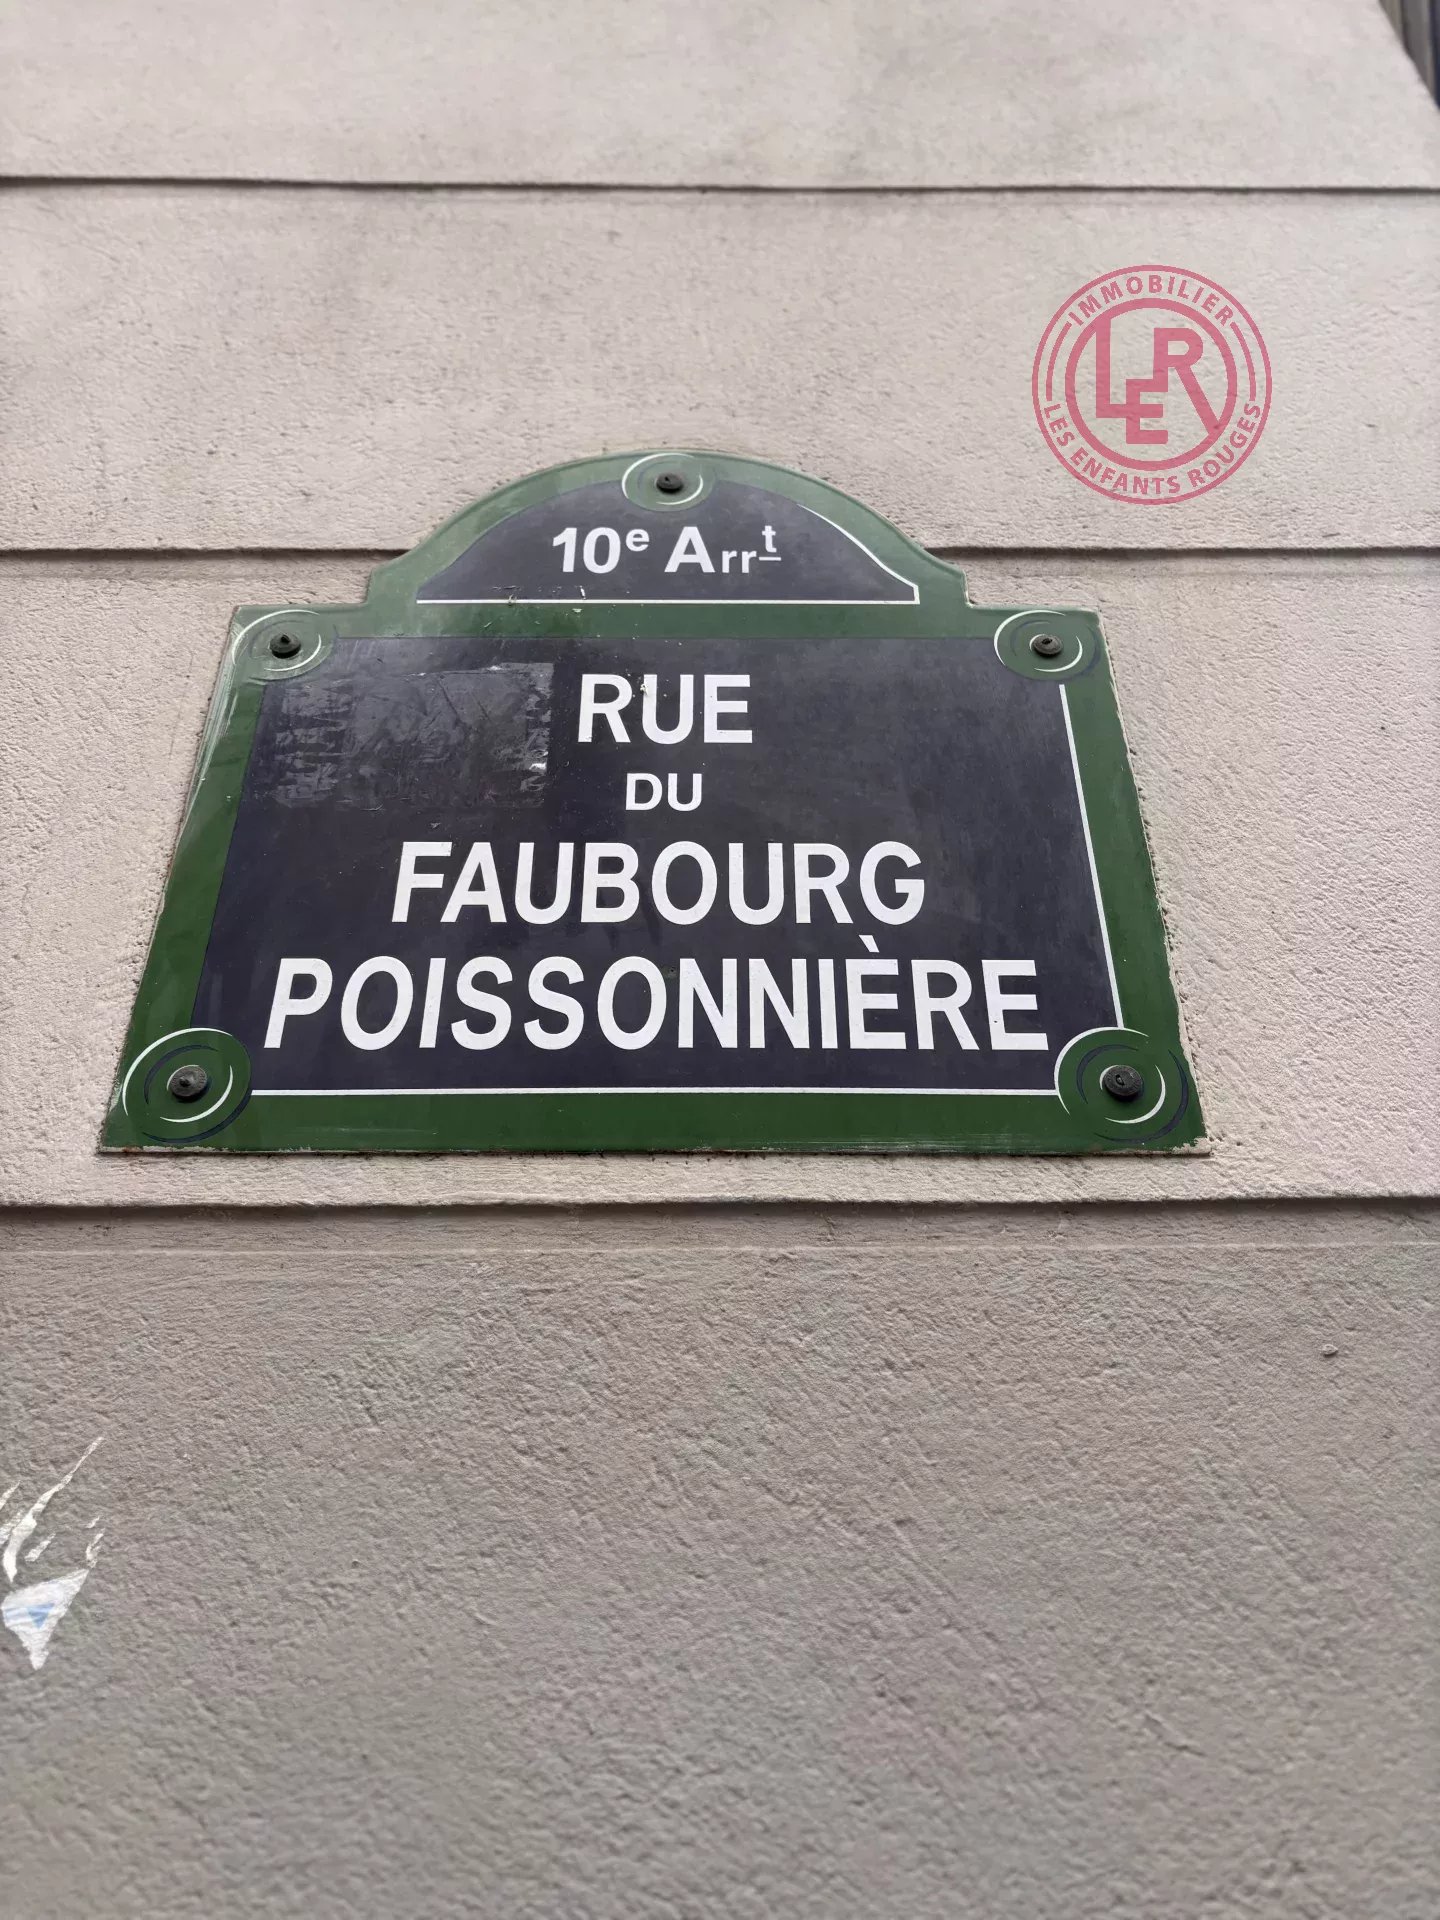 IMMOBILIER
LER
LES ENFANTS ROUGES
10e Arrt
RUE
DU
FAUBOURG
POISSONNIÈRE